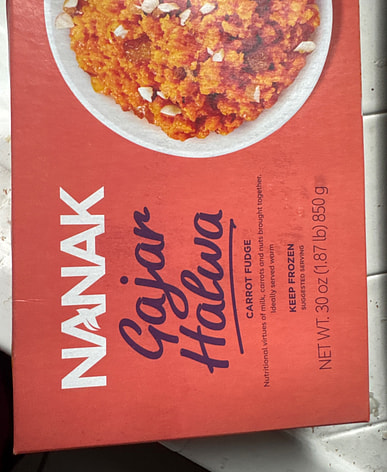 NANAK
Gajar
Halwa
CARROT FUDGE
Nutritional virtues of milk, carrots and nuts brought together.
Ideally served warm
KEEP FROZEN
SUGGESTED SERVING
NET WT. 30 oz (1.87 lb) 850 g